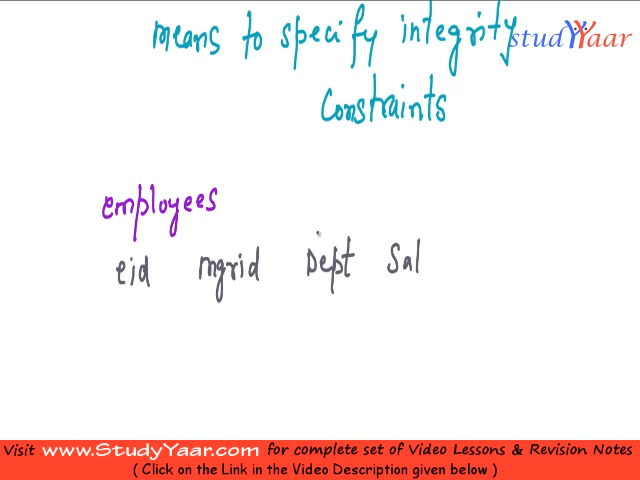 means to specify integrity
studYYaar
constraints
employees
eid mgrid Dept Sal
Visit www.StudyYaar.com for complete set of Video Lessons & Revision Notes
( Click on the Link in the Video Description given below )